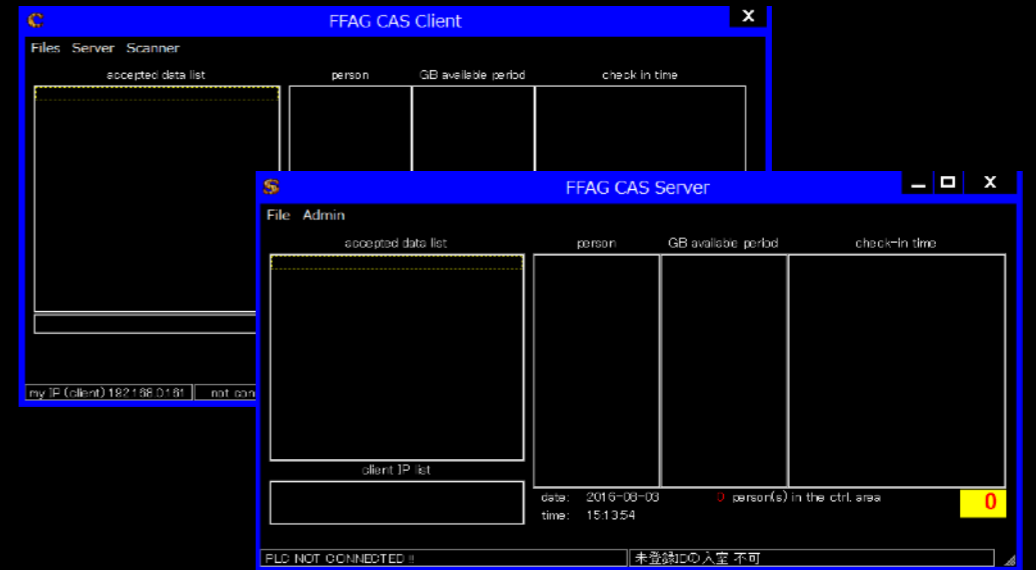 FFAG CAS Client
X
Files Server Scanner
accepted data list person GB available period check in time
my IP (client) 192.168.0.161 not con
FFAG CAS Server
X
File Admin
accepted data list person GB available period check-in time
client IP list
date: 2016-08-03 0 person(s) in the ctrl. area 0
time: 15:13:54
PLC NOT CONNECTED !! 未登録IDの入室 不可